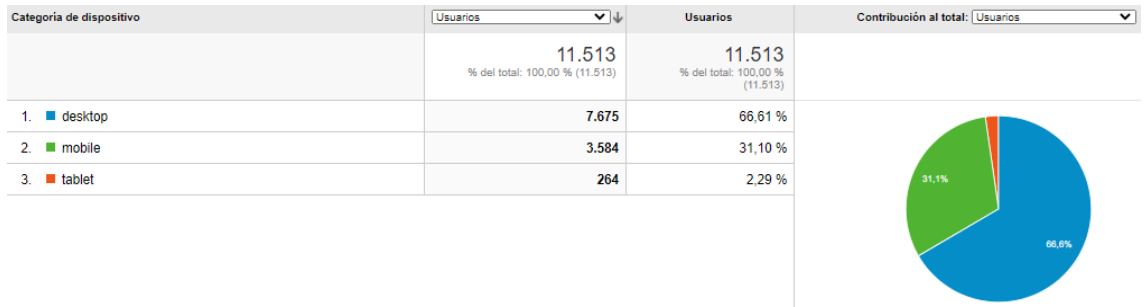 Categoría de dispositivo
Usuarios
Usuarios
Contribución al total: Usuarios
11.513
% del total: 100,00 % (11.513)
11.513
% del total: 100,00 %
(11.513)
1. desktop 7.675 66,61 %
2. mobile 3.584 31,10 %
3. tablet 264 2,29 %
31,1%
66,6%